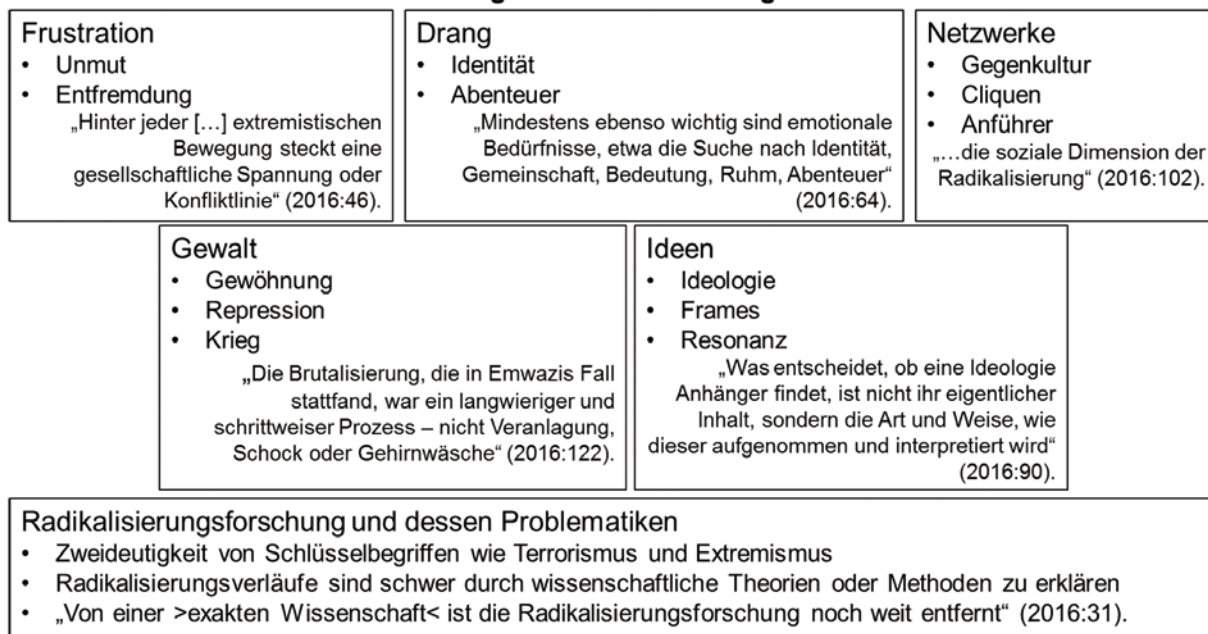 Frustration
• Unmut
• Entfremdung
„Hinter jeder […] extremistischen
Bewegung steckt eine
gesellschaftliche Spannung oder
Konfliktlinie“ (2016:46).
Drang
• Identität
• Abenteuer
„Mindestens ebenso wichtig sind emotionale
Bedürfnisse, etwa die Suche nach Identität,
Gemeinschaft, Bedeutung, Ruhm, Abenteuer“
(2016:64).
Netzwerke
• Gegenkultur
• Cliquen
• Anführer
„…die soziale Dimension der
Radikalisierung“ (2016:102).
Gewalt
• Gewöhnung
• Repression
• Krieg
„Die Brutalisierung, die in Emwazis Fall
stattfand, war ein langwieriger und
schrittweiser Prozess – nicht Veranlagung,
Schock oder Gehirnwäsche“ (2016:122).
Ideen
• Ideologie
• Frames
• Resonanz
„Was entscheidet, ob eine Ideologie
Anhänger findet, ist nicht ihr eigentlicher
Inhalt, sondern die Art und Weise, wie
dieser aufgenommen und interpretiert wird“
(2016:90).
Radikalisierungsforschung und dessen Problematiken
• Zweideutigkeit von Schlüsselbegriffen wie Terrorismus und Extremismus
• Radikalisierungsverläufe sind schwer durch wissenschaftliche Theorien oder Methoden zu erklären
• „Von einer >exakten Wissenschaft< ist die Radikalisierungsforschung noch weit entfernt“ (2016:31).